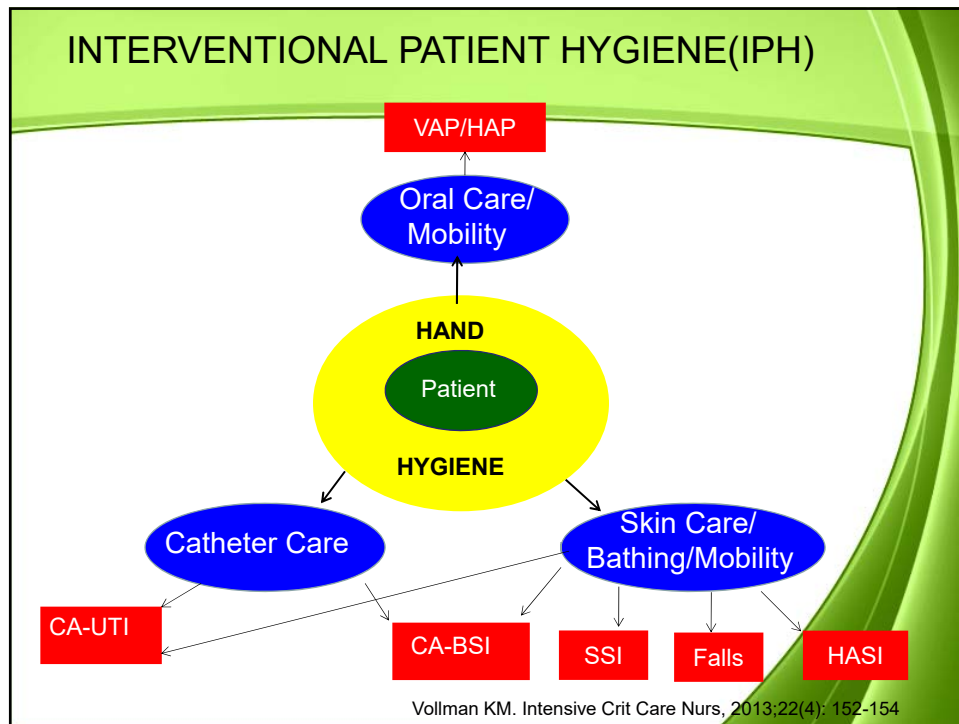 INTERVENTIONAL PATIENT HYGIENE(IPH)
VAP/HAP
Oral Care/
Mobility
HAND
Patient
HYGIENE
Catheter Care
Skin Care/
Bathing/Mobility
CA-UTI
CA-BSI
SSI
Falls
HASI
Vollman KM. Intensive Crit Care Nurs, 2013;22(4): 152-154